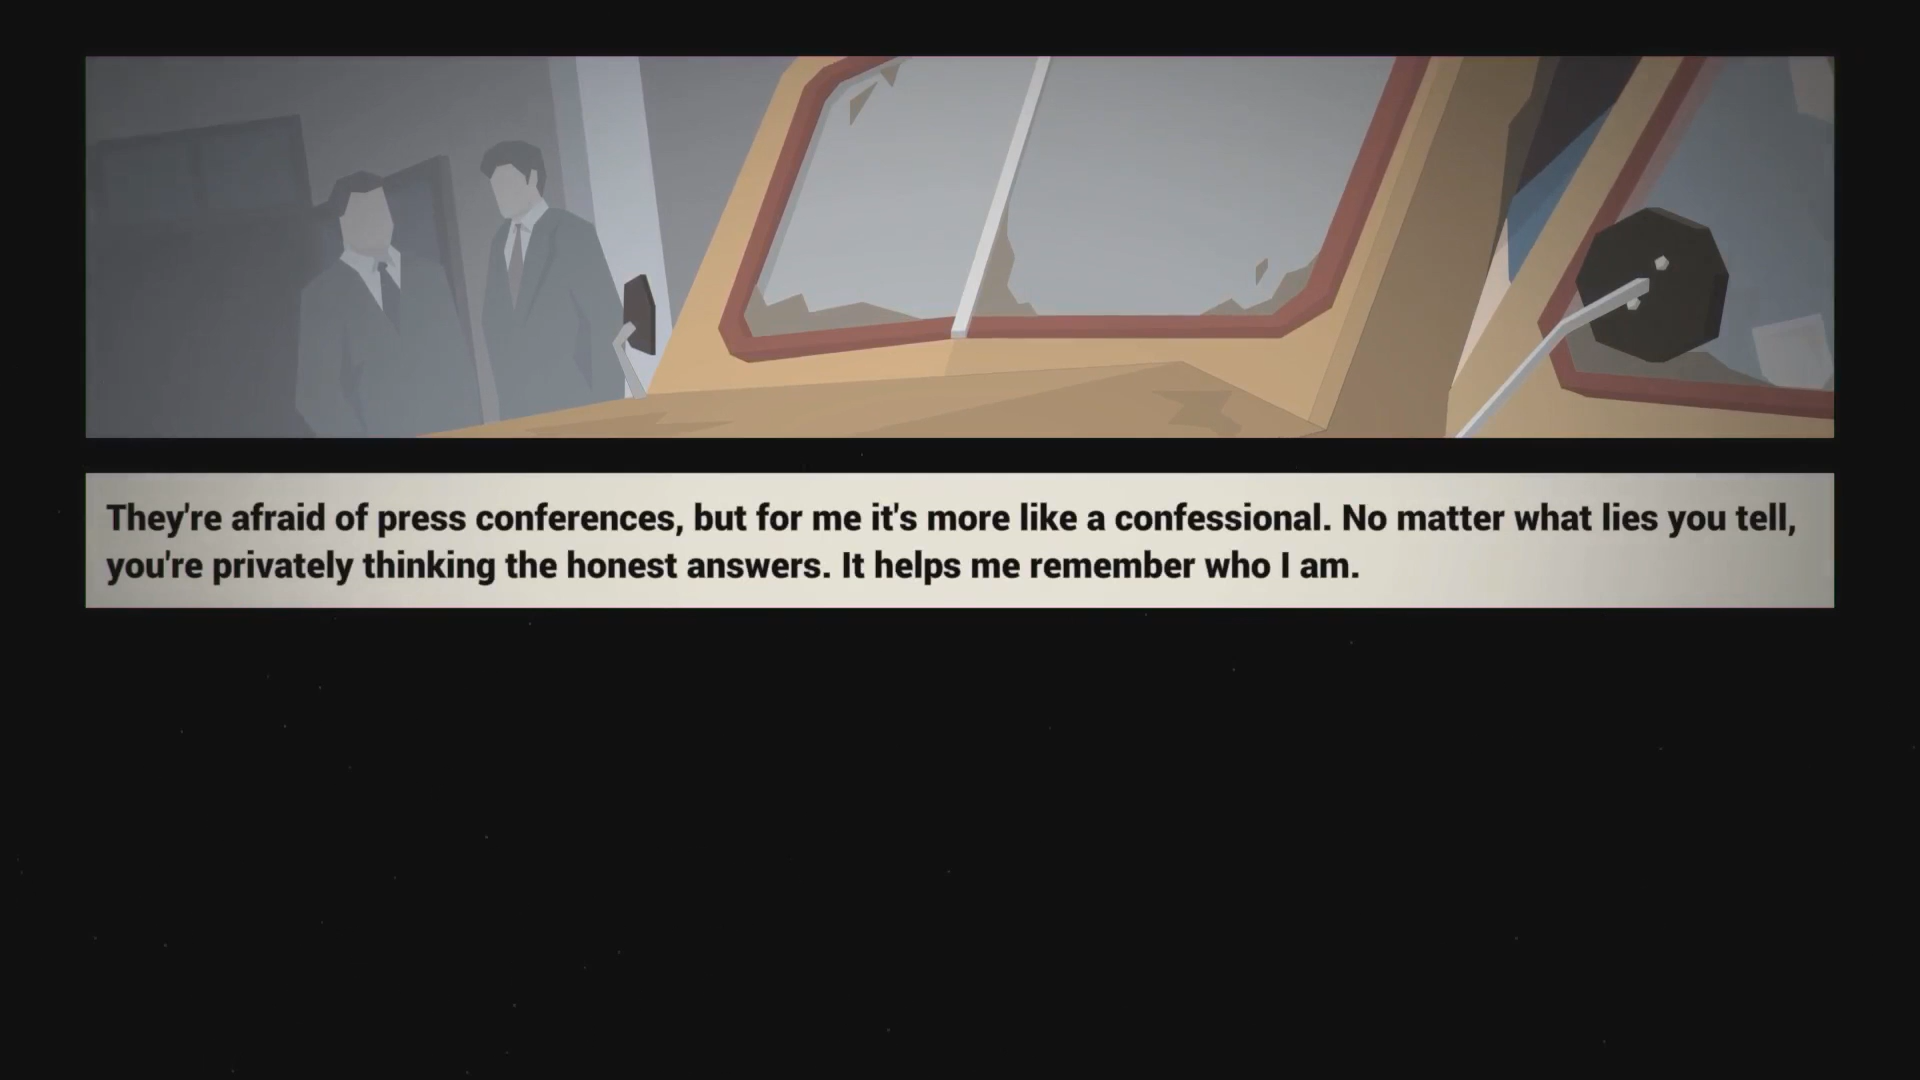 They're afraid of press conferences, but for me it's more like a confessional. No matter what lies you tell,
you're privately thinking the honest answers. It helps me remember who I am.